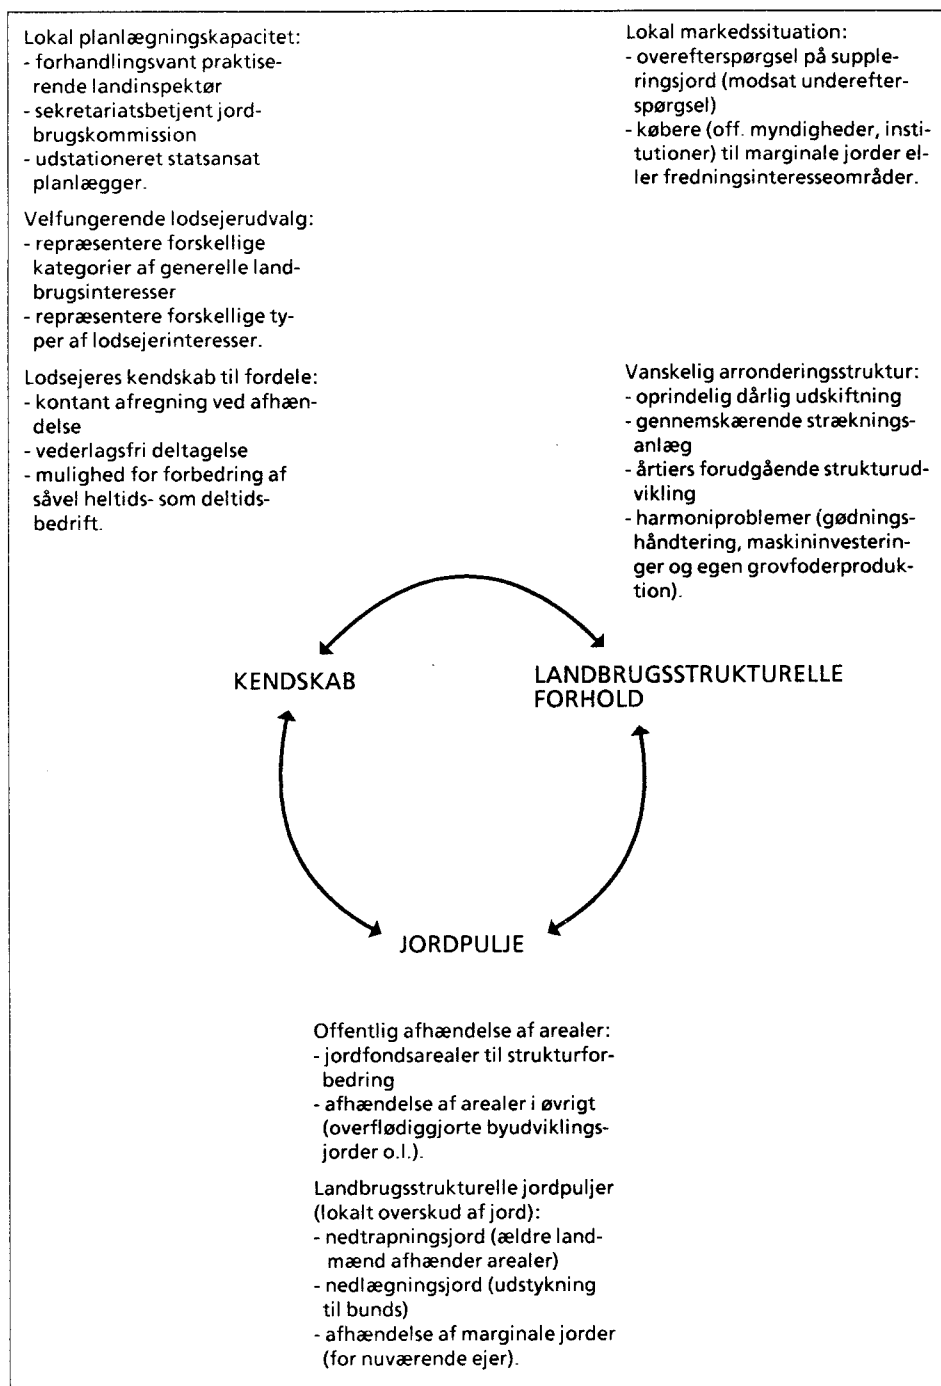 Lokal planlægningskapacitet:
- forhandlingsvant praktise-
rende landinspektør
- sekretariatsbetjent jord-
brugskommission
- udstationeret statsansat
planlægger.
Velfungerende lodsejerudvalg:
- repræsentere forskellige
kategorier af generelle land-
brugsinteresser
- repræsentere forskellige ty-
per af lodsejerinteresser.
Lodsejeres kendskab til fordele:
- kontant afregning ved afhæn-
delse
- vederlagsfri deltagelse
- mulighed for forbedring af
såvel heltids- som deltids-
bedrift.
Lokal markedssituation:
- overefterspørgsel på supple-
ringsjord (modsat underefter-
spørgsel)
- købere (off. myndigheder, insti-
tutioner) til marginale jorder el-
ler fredningsinteresseområder.
Vanskelig arronderingsstruktur:
- oprindelig dårlig udskiftning
- gennemskærende stræknings-
anlæg
- årtiers forudgående strukturud-
vikling
- harmoniproblemer (gødnings-
håndtering, maskininvesterin-
ger og egen grovfoderproduk-
tion).
KENDSKAB
LANDBRUGSSTRUKTURELLE
FORHOLD
JORDPULJE
Offentlig afhændelse af arealer:
- jordfondsarealer til strukturfor-
bedring
- afhændelse af arealer i øvrigt
(overflødiggjorte byudviklings-
jorder o.l.).
Landbrugsstrukturelle jordpuljer
(lokalt overskud af jord):
- nedtrapningsjord (ældre land-
mænd afhænder arealer)
- nedlægningsjord (udstykning
til bunds)
- afhændelse af marginale jorder
(for nuværende ejer).